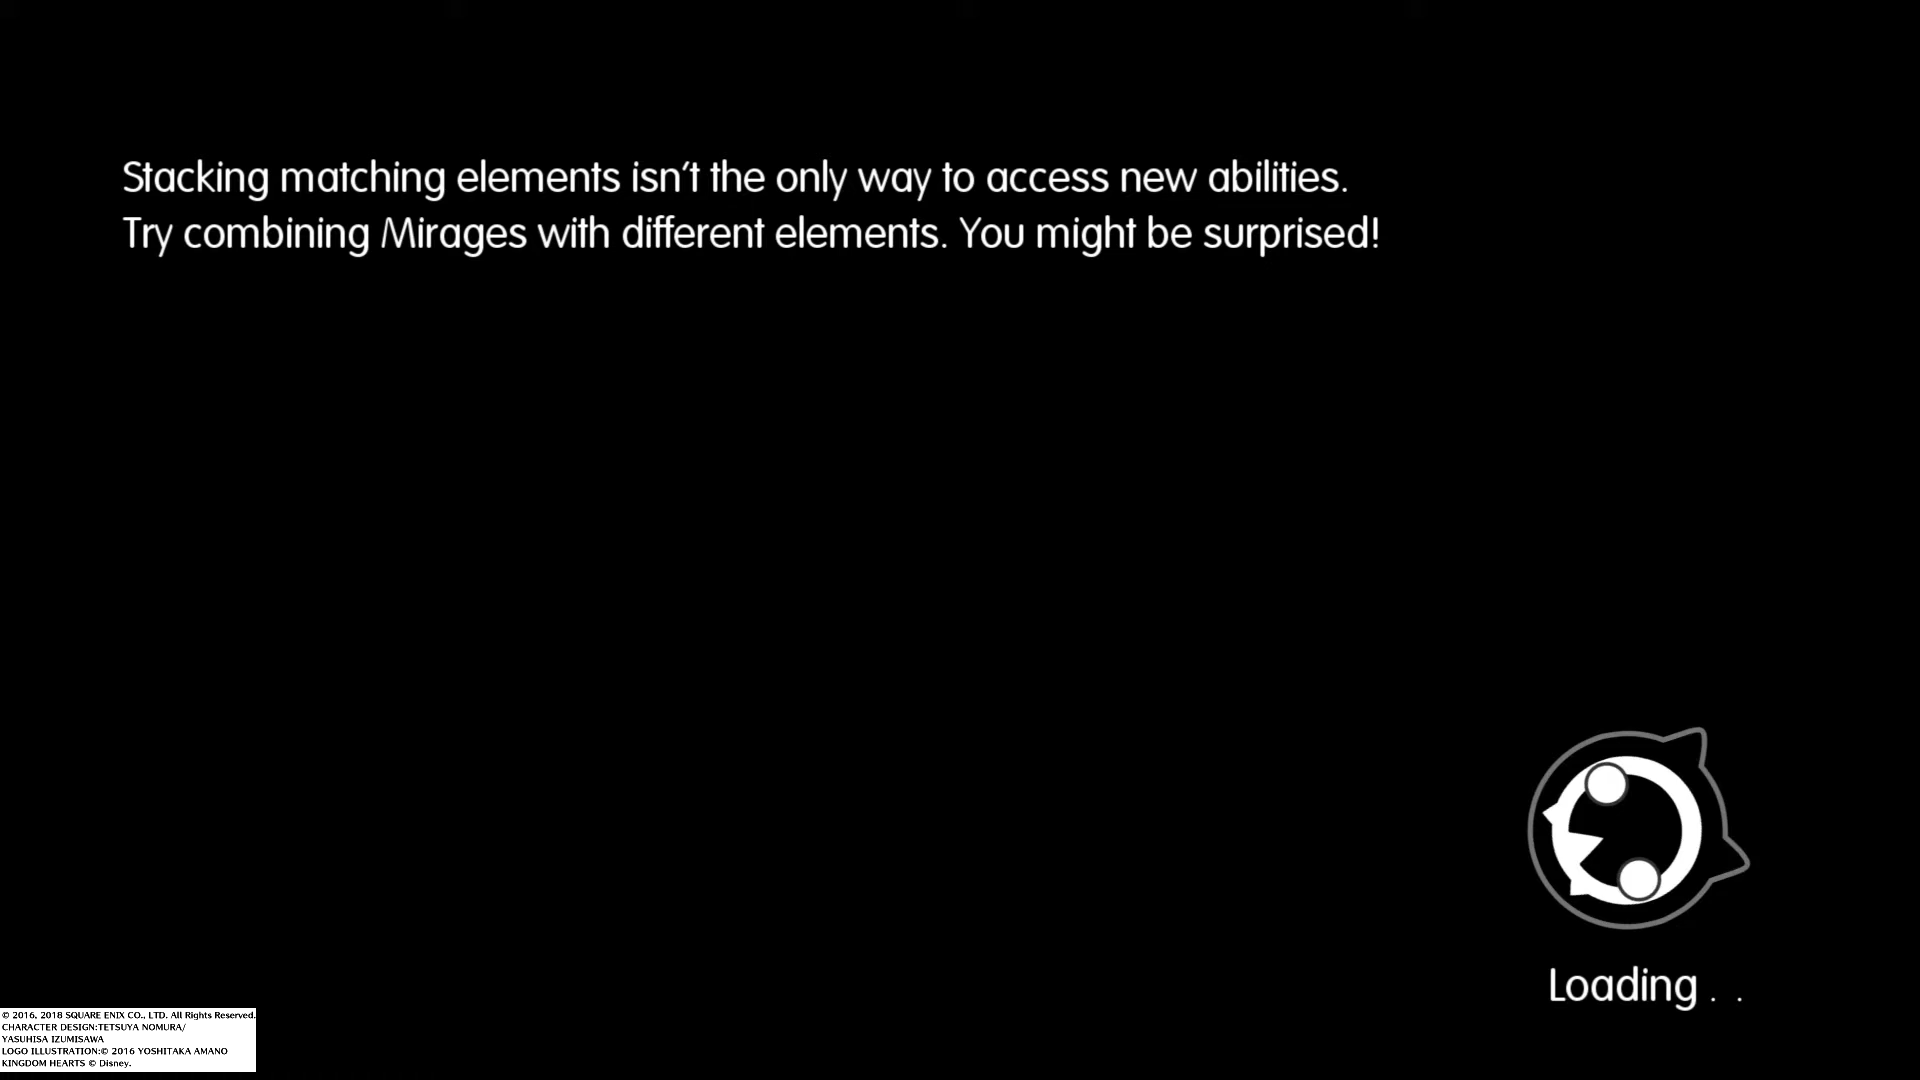 Stacking matching elements isn't the only way to access new abilities.
Try combining Mirages with different elements. You might be surprised!
Loading . .
© 2016, 2018 SQUARE ENIX CO., LTD. All Rights Reserved.
CHARACTER DESIGN:TETSUYA NOMURA/
YASUHISA IZUMISAWA
LOGO ILLUSTRATION:© 2016 YOSHITAKA AMANO
KINGDOM HEARTS © Disney.